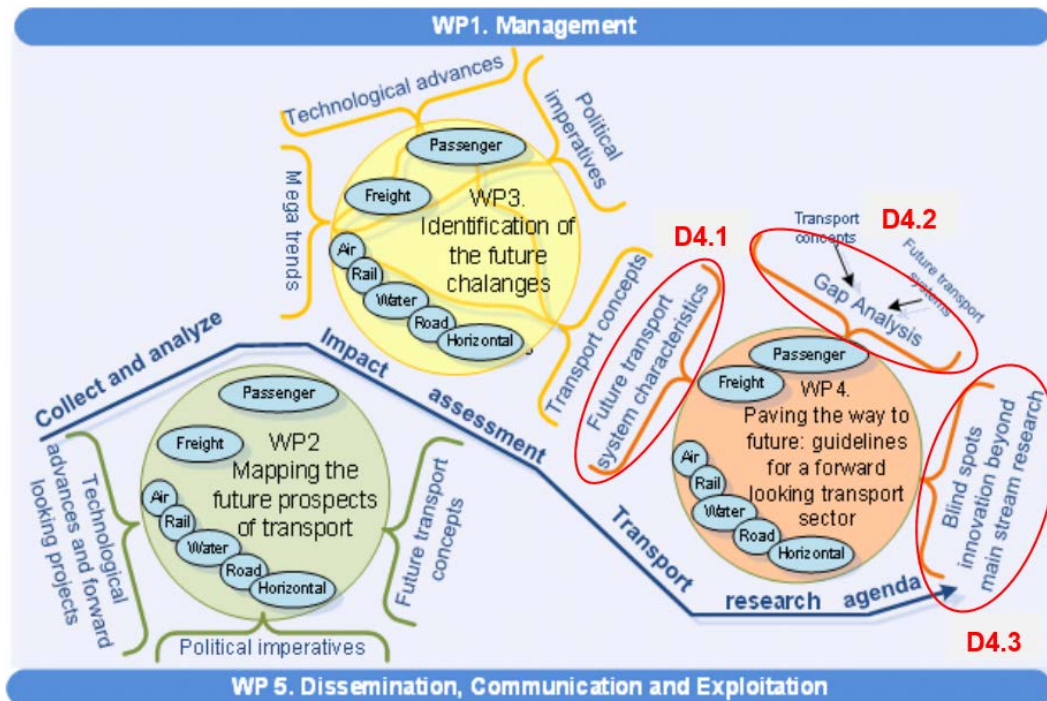 WP1. Management
Technological advances
Political
imperatives
Mega trends
Passenger
Freight
WP3.
Identification of
the future
chalanges
Air
Rail
Water
Road
Horizontal
Transport concepts
D4.1
Future transport
system characteristics
D4.2
Transport
concepts
Future transport
systems
Gap Analysis
Passenger
Freight
WP 4.
Paving the way to
future: guidelines
for a forward
looking transport
sector
Air
Rail
Water
Road
Horizontal
Blind spots
innovation beyond
main stream research
D4.3
Collect and analyze
Impact
assessment
Transport
research
agenda
Passenger
Freight
WP2
Mapping the
future prospects
of transport
Air
Rail
Water
Road
Horizontal
Technological
advances and forward
looking projects
Future transport
concepts
Political imperatives
WP 5. Dissemination, Communication and Exploitation